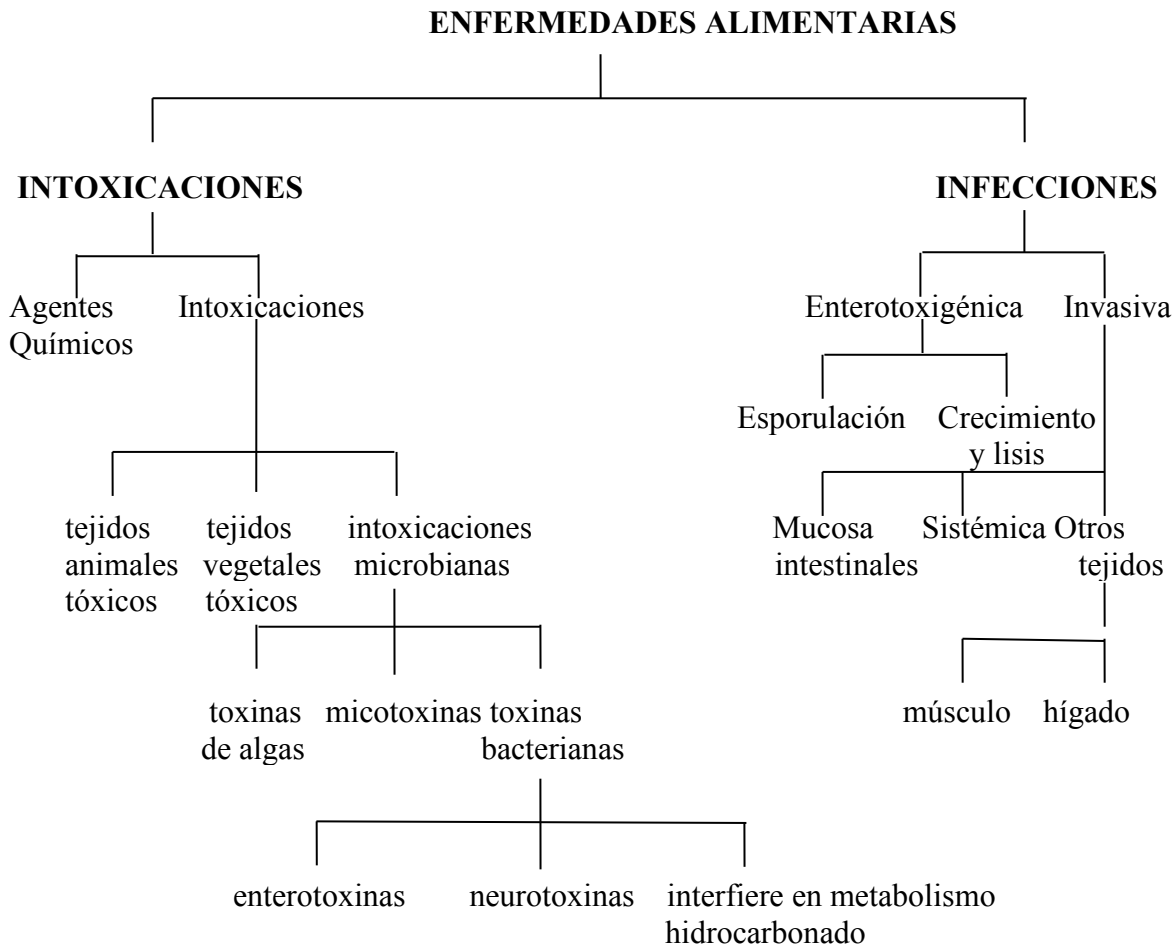 ENFERMEDADES ALIMENTARIAS
INTOXICACIONES
INFECCIONES
Agentes
Químicos
Intoxicaciones
Enterotoxigénica
Invasiva
Esporulación
Crecimiento
y lisis
tejidos
animales
tóxicos
tejidos
vegetales
tóxicos
intoxicaciones
microbianas
Mucosa
intestinales
Sistémica
Otros
tejidos
toxinas
de algas
micotoxinas
toxinas
bacterianas
músculo
hígado
enterotoxinas
neurotoxinas
interfiere en metabolismo
hidrocarbonado